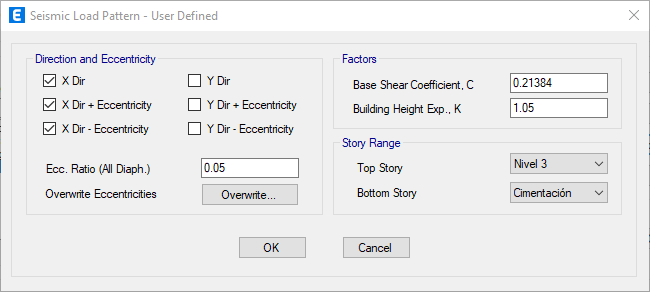 E Seismic Load Pattern - User Defined
Direction and Eccentricity
X Dir
Y Dir
X Dir + Eccentricity
Y Dir + Eccentricity
X Dir - Eccentricity
Y Dir - Eccentricity
Ecc. Ratio (All Diaph.)
0.05
Overwrite Eccentricities
Overwrite...
Factors
Base Shear Coefficient, C
0.21384
Building Height Exp., K
1.05
Story Range
Top Story
Nivel 3
Bottom Story
Cimentación
OK
Cancel